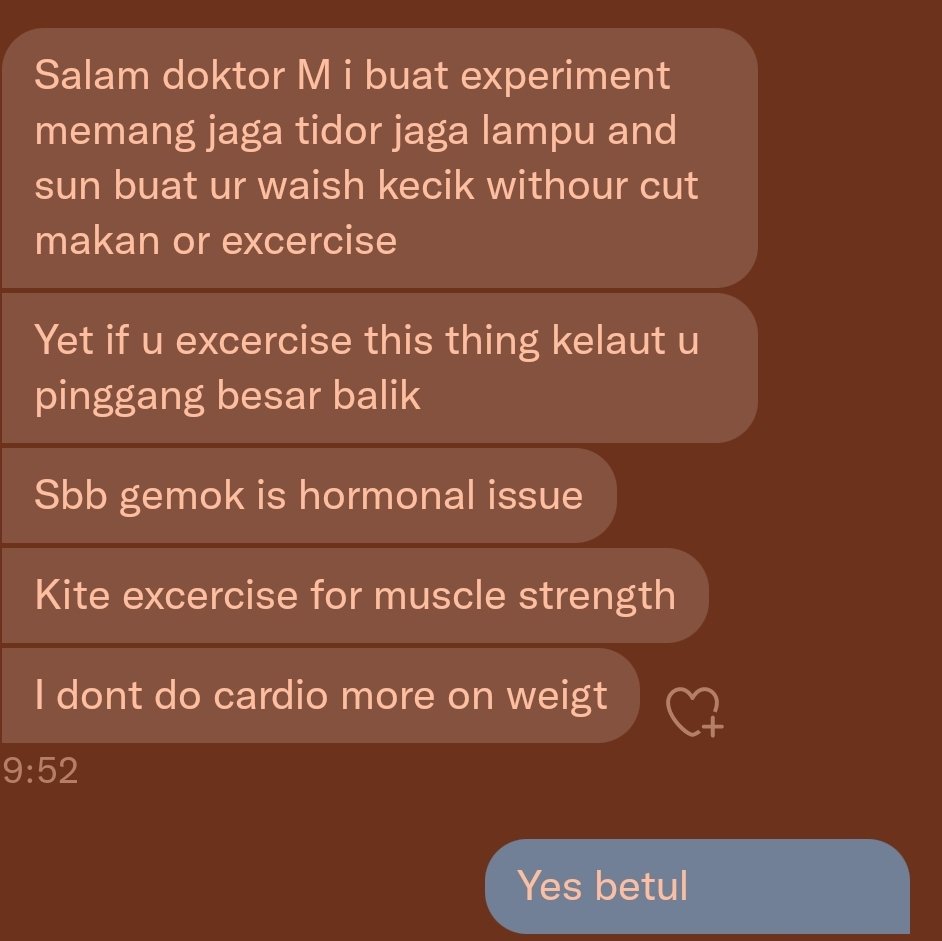 Salam doktor M i buat experiment
memang jaga tidor jaga lampu and
sun buat ur waish kecik withour cut
makan or excercise
Yet if u excercise this thing kelaut u
pinggang besar balik
Sbb gemok is hormonal issue
Kite excercise for muscle strength
I dont do cardio more on weigt
9:52
Yes betul